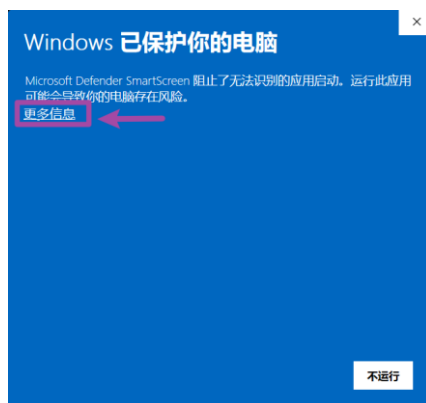 Windows 已保护你的电脑
Microsoft Defender SmartScreen 阻止了无法识别的应用启动。运行此应用
可能会导致你的电脑存在风险。
更多信息
不运行